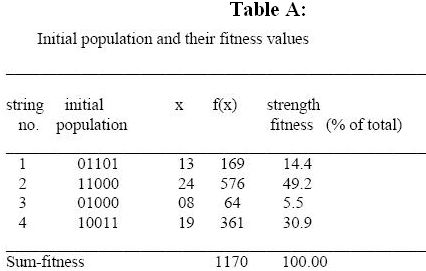 Table A:
Initial population and their fitness values
string initial x f(x) strength
no. population fitness (% of total)
1 01101 13 169 14.4
2 11000 24 576 49.2
3 01000 08 64 5.5
4 10011 19 361 30.9
Sum-fitness 1170 100.00